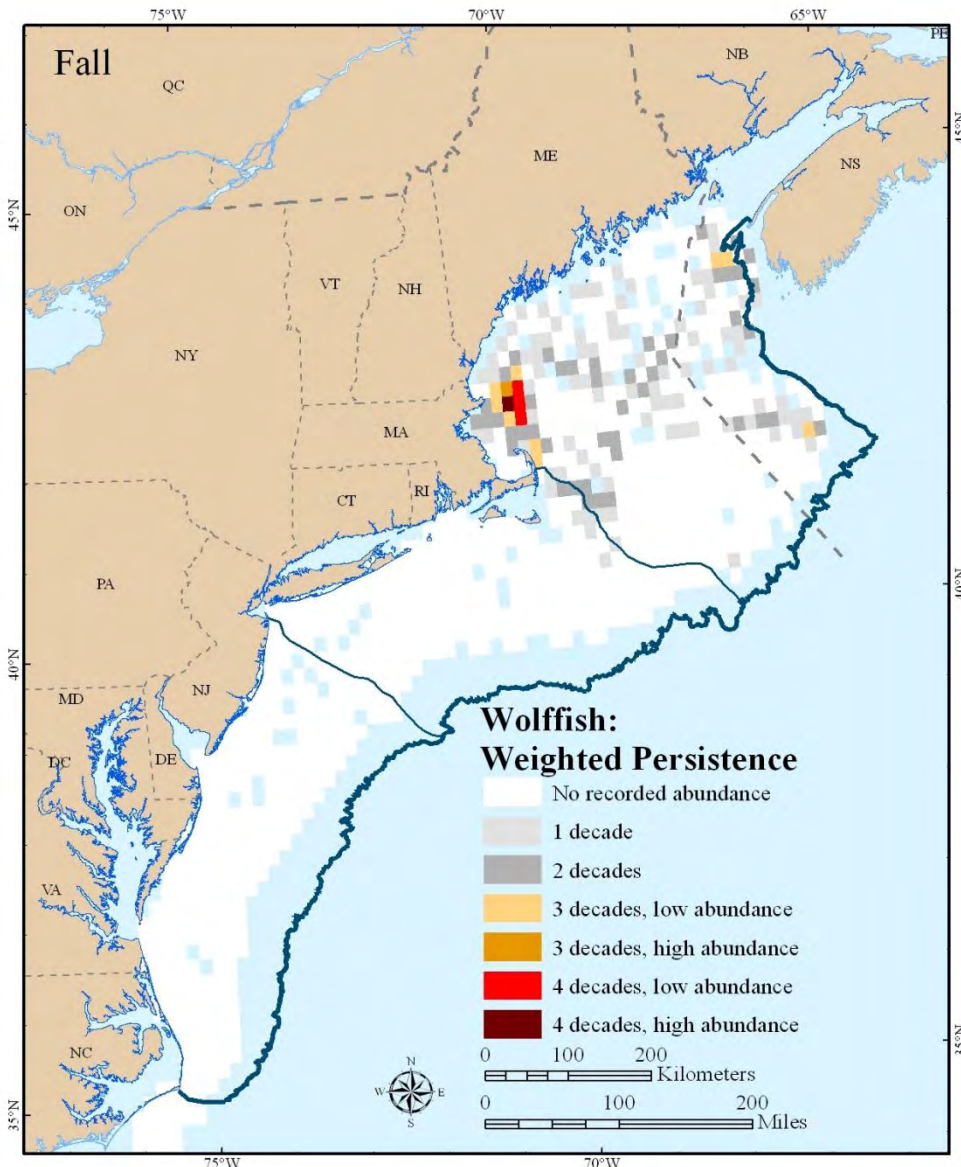 75°W
70°W
65°W
Fall
QC
NB
PE
ME
NS
45°N
45°N
ON
VT
NH
NY
MA
CT
RI
PA
40°N
40°N
NJ
MD
DC
DE
VA
NC
Wolffish:
Weighted Persistence
No recorded abundance
1 decade
2 decades
3 decades, low abundance
3 decades, high abundance
4 decades, low abundance
4 decades, high abundance
0 100 200
Kilometers
0 100 200
Miles
N
W E
S
35°N
35°N
75°W
70°W